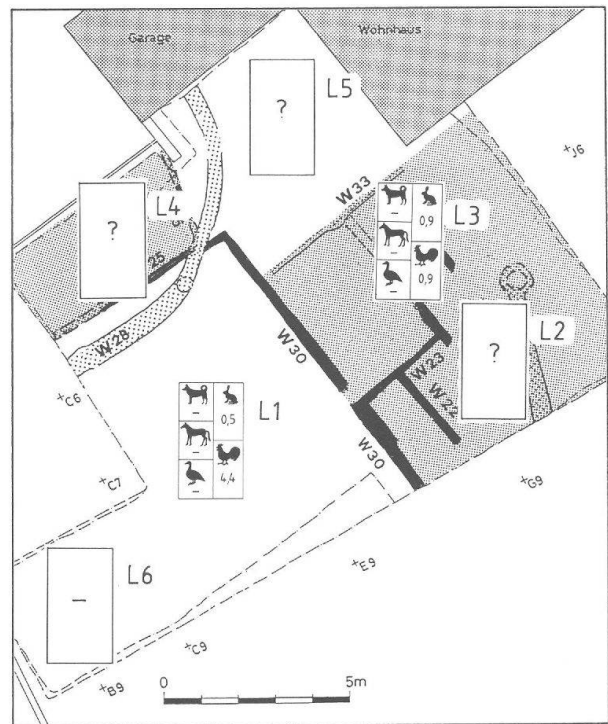 Garage
Wohnhaus
L5
?
J6
W33
L4
?
L3
–
0,9
–
0,9
–
25
L2
?
W28
W30
W23
W22
C6
L1
–
0,5
–
4,4
–
W30
C7
G9
L6
–
E9
C9
B9
0
5m